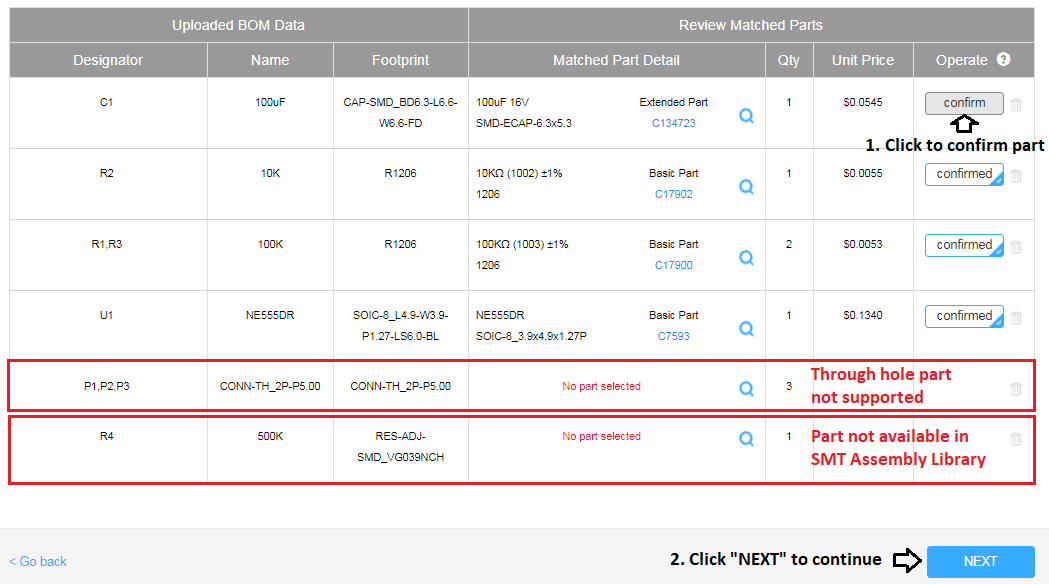 Uploaded BOM Data Review Matched Parts
Designator Name Footprint Matched Part Detail Qty Unit Price Operate ?
C1 100uF CAP-SMD_BD6.3-L6.6- 100uF 16V Extended Part 1 $0.0545 confirm
W6.6-FD SMD-ECAP-6.3x5.3 C134723
1. Click to confirm part
R2 10K R1206 10KΩ (1002) ±1% Basic Part 1 $0.0055 confirmed
1206 C17902
R1,R3 100K R1206 100KΩ (1003) ±1% Basic Part 2 $0.0053 confirmed
1206 C17900
U1 NE555DR SOIC-8_L4.9-W3.9- NE555DR Basic Part 1 $0.1340 confirmed
P1.27-LS6.0-BL SOIC-8_3.9x4.9x1.27P C7593
P1,P2,P3 CONN-TH_2P-P5.00 CONN-TH_2P-P5.00 No part selected 3 Through hole part
not supported
R4 500K RES-ADJ- No part selected 1 Part not available in
SMD_VG039NCH SMT Assembly Library
< Go back 2. Click "NEXT" to continue NEXT